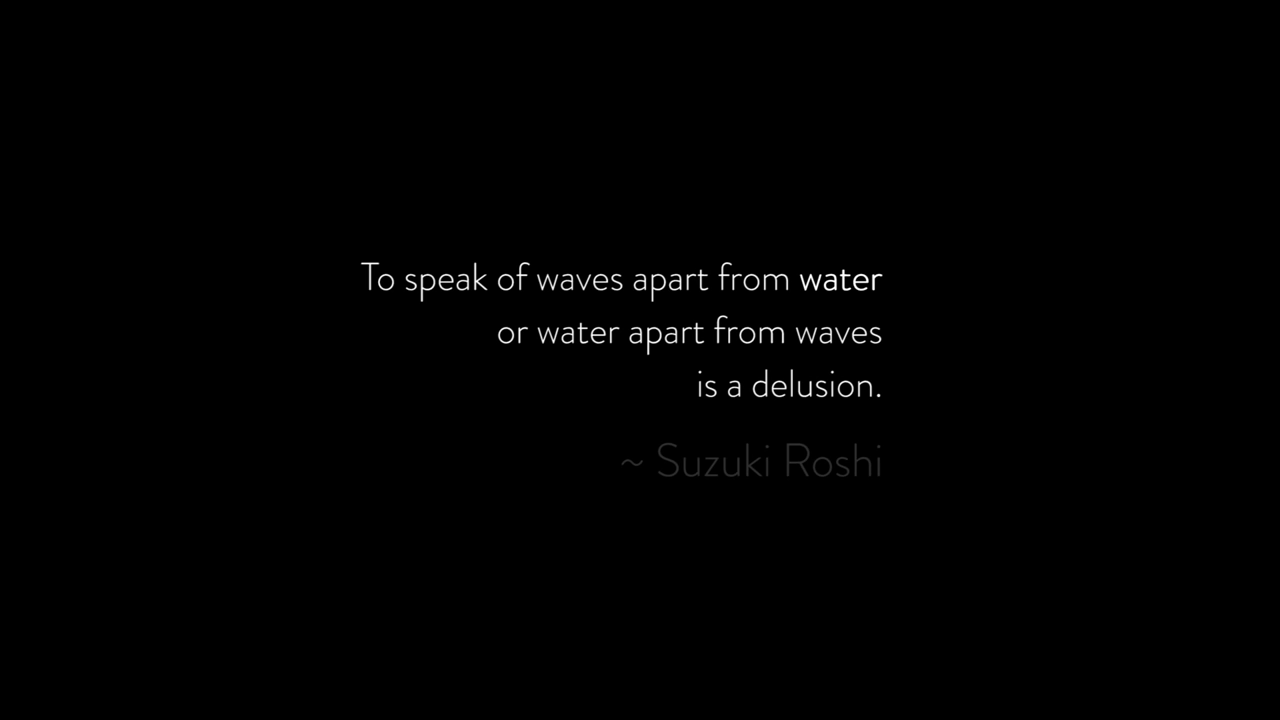 To speak of waves apart from water
or water apart from waves
is a delusion.
~ Suzuki Roshi